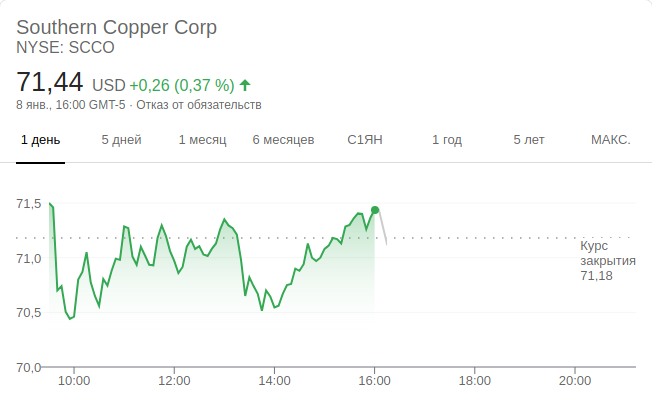 Southern Copper Corp
NYSE: SCCO
71,44 USD +0,26 (0,37 %)
8 янв., 16:00 GMT-5 · Отказ от обязательств
1 день 5 дней 1 месяц 6 месяцев С1ЯН 1 год 5 лет МАКС.
71,5
71,0
70,5
70,0
Курс
закрытия
71,18
10:00 12:00 14:00 16:00 18:00 20:00